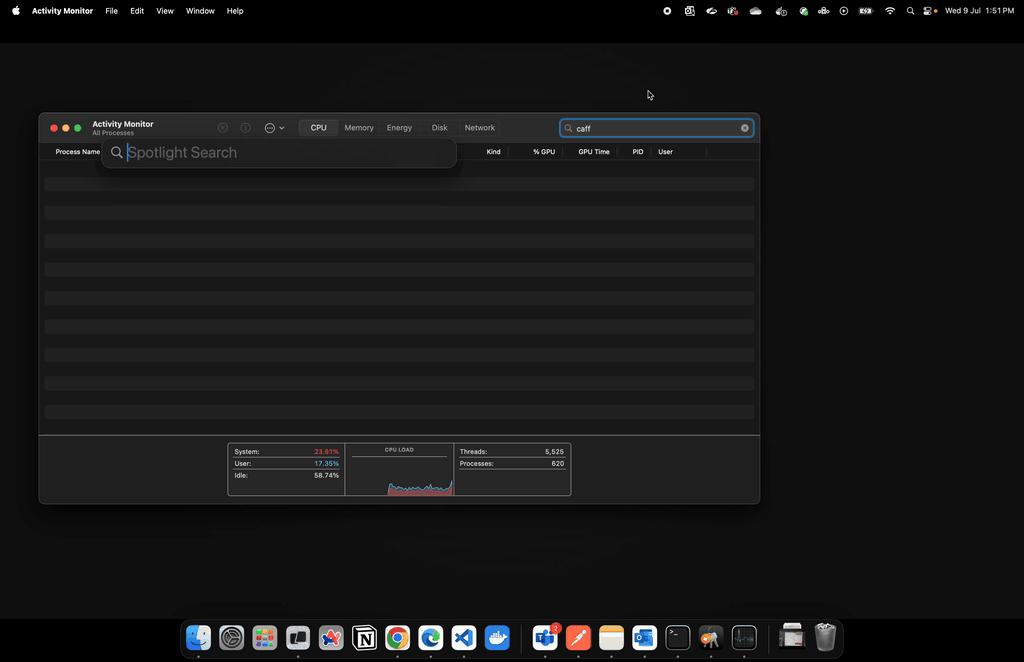 Activity Monitor File Edit View Window Help Wed 9 Jul 1:51 PM
Activity Monitor
All Processes
CPU Memory Energy Disk Network
caff
Process Name Kind % GPU GPU Time PID User
Spotlight Search
System: 23.91%
User: 17.35%
Idle: 58.74%
CPU LOAD
Threads: 5,525
Processes: 620
2